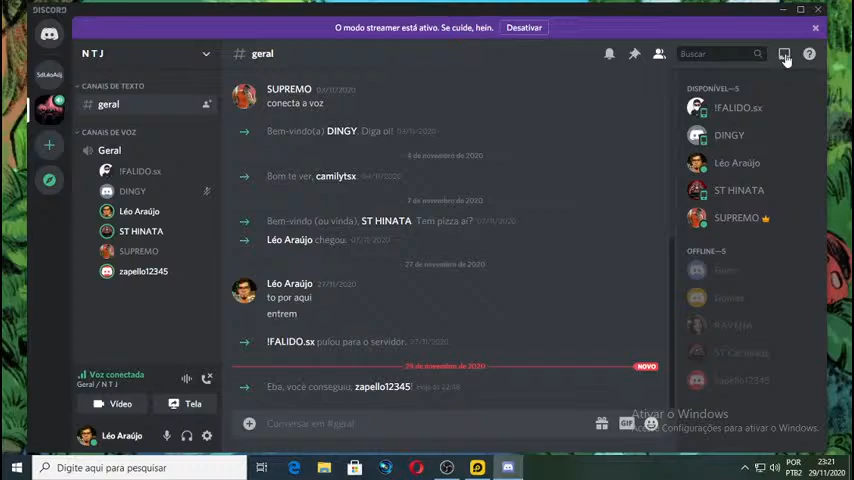 DISCORD
O modo streamer está ativo. Se cuide, hein. Desativar
N T J
# geral
Buscar
CANAIS DE TEXTO
# geral
CANAIS DE VOZ
Geral
!FALIDO.sx
DINGY
Léo Araújo
ST HINATA
SUPREMO
zapello12345
Voz conectada
Geral / N T J
Vídeo
Tela
Léo Araújo
SUPREMO 03/11/2020
conecta a voz
Bem-vindo(a) DINGY. Diga oi! 03/11/2020
4 de novembro de 2020
Bom te ver, camilytsx. 04/11/2020
7 de novembro de 2020
Bem-vindo (ou vinda), ST HINATA. Tem pizza aí? 07/11/2020
Léo Araújo chegou. 07/11/2020
27 de novembro de 2020
Léo Araújo 27/11/2020
to por aqui
entrem
!FALIDO.sx pulou para o servidor. 27/11/2020
29 de novembro de 2020 NOVO
Eba, você conseguiu, zapello12345! Hoje às 22:48
Conversar em #geral
GIF
DISPONÍVEL—5
!FALIDO.sx
DINGY
Léo Araújo
ST HINATA
SUPREMO
OFFLINE—5
Gomes
zapello12345
Ativar o Windows
Acesse Configurações para ativar o Windows.
Digite aqui para pesquisar
POR
PTB2
23:21
29/11/2020